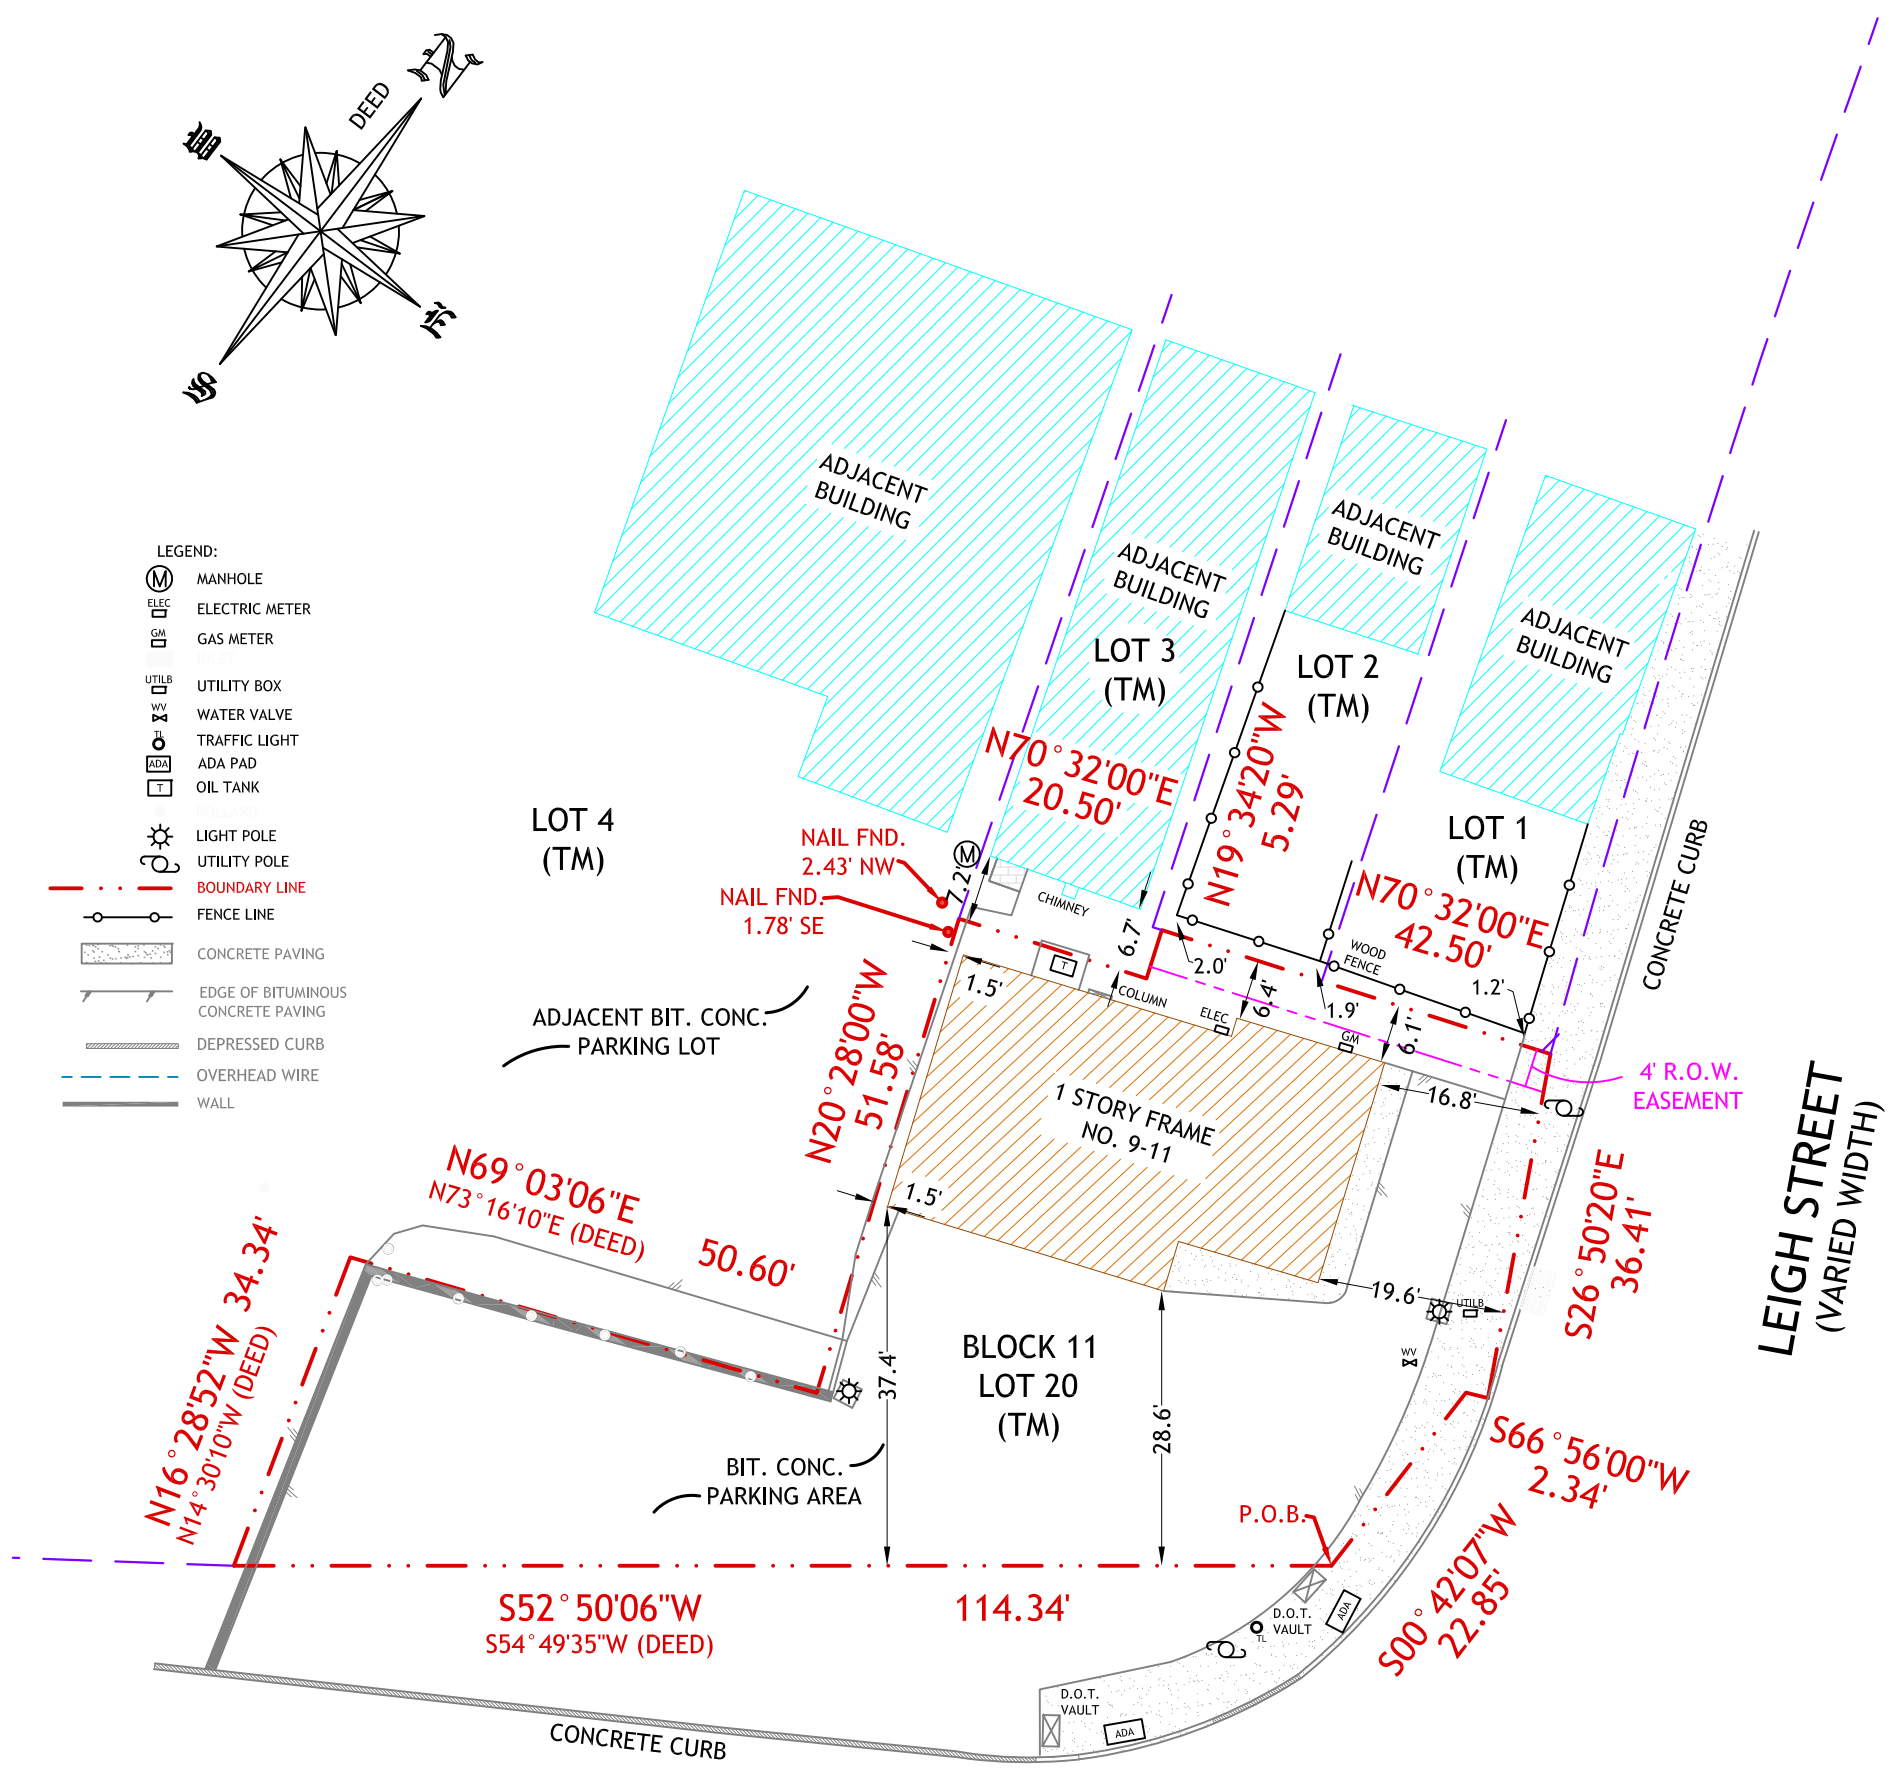 N
DEED
W
E
S
LEGEND:
M MANHOLE
ELEC ELECTRIC METER
GM GAS METER
INLET
UTILB UTILITY BOX
WV WATER VALVE
TL TRAFFIC LIGHT
ADA ADA PAD
T OIL TANK
BOLLARD
LIGHT POLE
UTILITY POLE
BOUNDARY LINE
FENCE LINE
CONCRETE PAVING
EDGE OF BITUMINOUS
CONCRETE PAVING
DEPRESSED CURB
OVERHEAD WIRE
WALL
ADJACENT
BUILDING
ADJACENT
BUILDING
ADJACENT
BUILDING
ADJACENT
BUILDING
LOT 3
(TM)
LOT 2
(TM)
LOT 4
(TM)
LOT 1
(TM)
N70°32'00"E
20.50'
N19°34'20"W
5.29'
N70°32'00"E
42.50'
CONCRETE CURB
NAIL FND.
2.43' NW
NAIL FND.
1.78' SE
M
7.2'
CHIMNEY
6.7'
2.0'
WOOD
FENCE
1.2'
T
COLUMN
1.5'
ELEC
6.4'
1.9'
GM
6.1'
16.8'
4' R.O.W.
EASEMENT
ADJACENT BIT. CONC.
PARKING LOT
N20°28'00"W
51.58'
1 STORY FRAME
NO. 9-11
1.5'
LEIGH STREET
(VARIED WIDTH)
N69°03'06"E
N73°16'10"E (DEED)
50.60'
N16°28'52"W 34.34'
N14°30'10"W (DEED)
S26°50'20"E
36.41'
19.6'
UTILB
WV
37.4'
28.6'
BLOCK 11
LOT 20
(TM)
BIT. CONC.
PARKING AREA
S66°56'00"W
2.34'
P.O.B.
S00°42'07"W
22.85'
S52°50'06"W
S54°49'35"W (DEED)
114.34'
D.O.T.
VAULT
ADA
TL
D.O.T.
VAULT
ADA
CONCRETE CURB